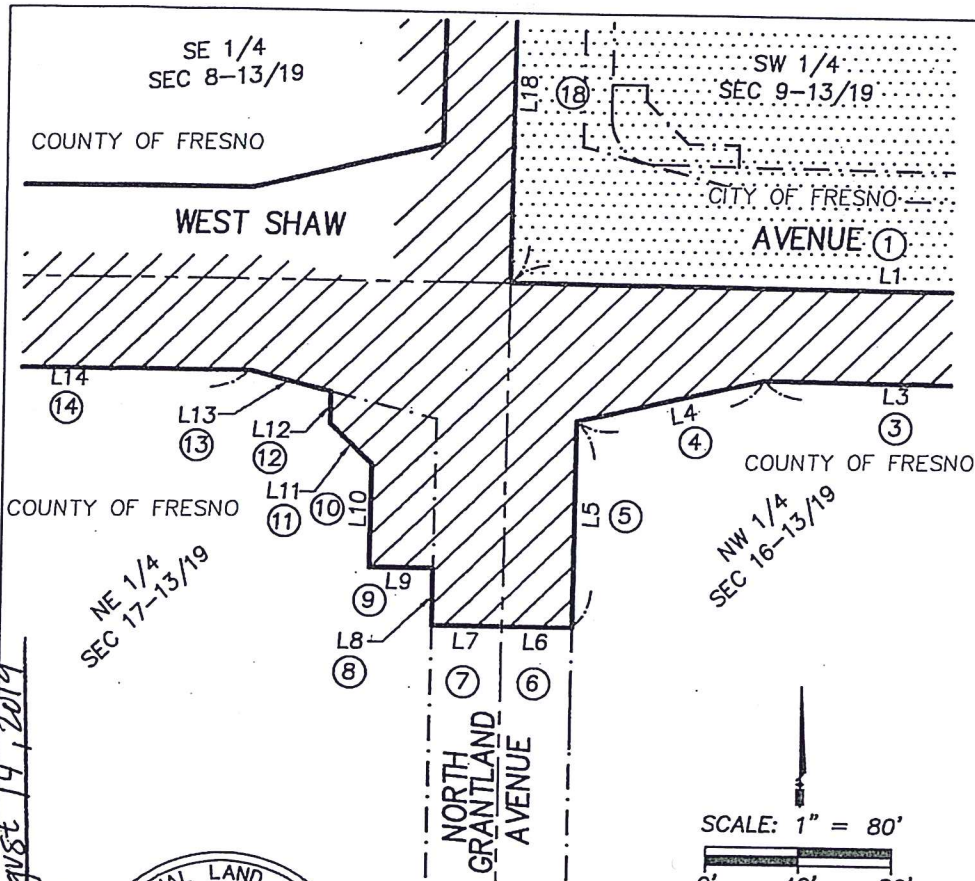 SE 1/4
SEC 8-13/19
COUNTY OF FRESNO
L18
18
SW 1/4
SEC 9-13/19
CITY OF FRESNO
WEST SHAW
AVENUE 1
L1
L14
14
L13
13
L12
12
L11
11
10
L10
L9
9
L8
8
L7
7
L6
6
L5
5
L4
4
L3
3
COUNTY OF FRESNO
COUNTY OF FRESNO
NE 1/4
SEC 17-13/19
NW 1/4
SEC 16-13/19
NORTH
GRANTLAND
AVENUE
14, 2019
LAND
SCALE: 1" = 80'